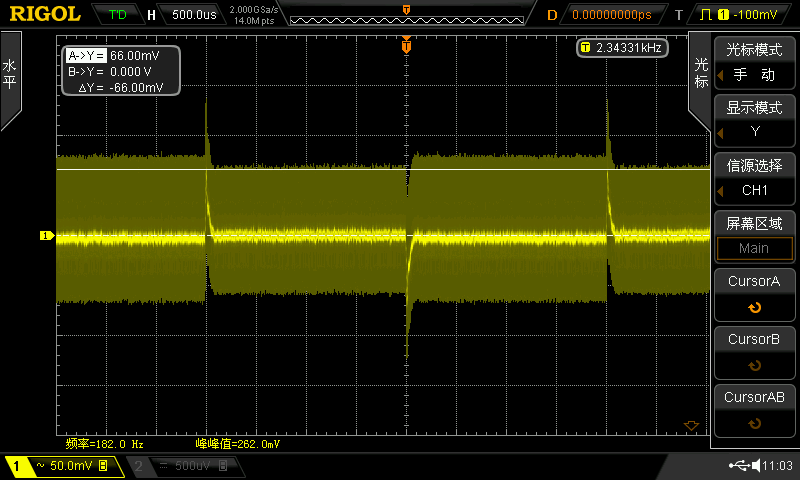 RIGOL T'D H 500.0us 2.000GSa/s 14.0M pts D 0.00000000ps T 1 -100mV
水平
A->Y= 66.00mV
B->Y= 0.000 V
ΔY= -66.00mV
T
T 2.34331kHz
光标
光标模式
手 动
显示模式
Y
信源选择
CH1
屏幕区域
Main
CursorA
CursorB
CursorAB
1
频率=182.0 Hz 峰峰值=262.0mV
1 ~ 50.0mV B 2 = 500uV B 11:03